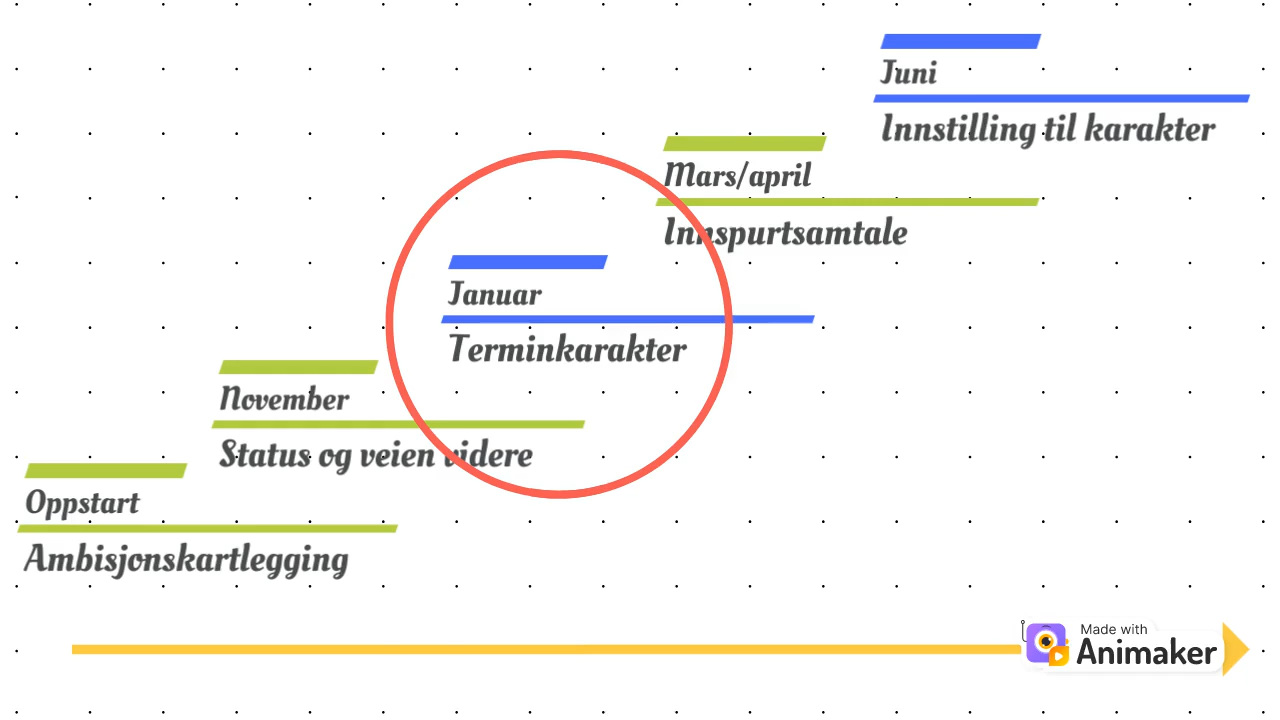 Juni
Innstilling til karakter
Mars/april
Innspurtsamtale
Januar
Terminkarakter
November
Status og veien videre
Oppstart
Ambisjonskartlegging
Made with
Animaker